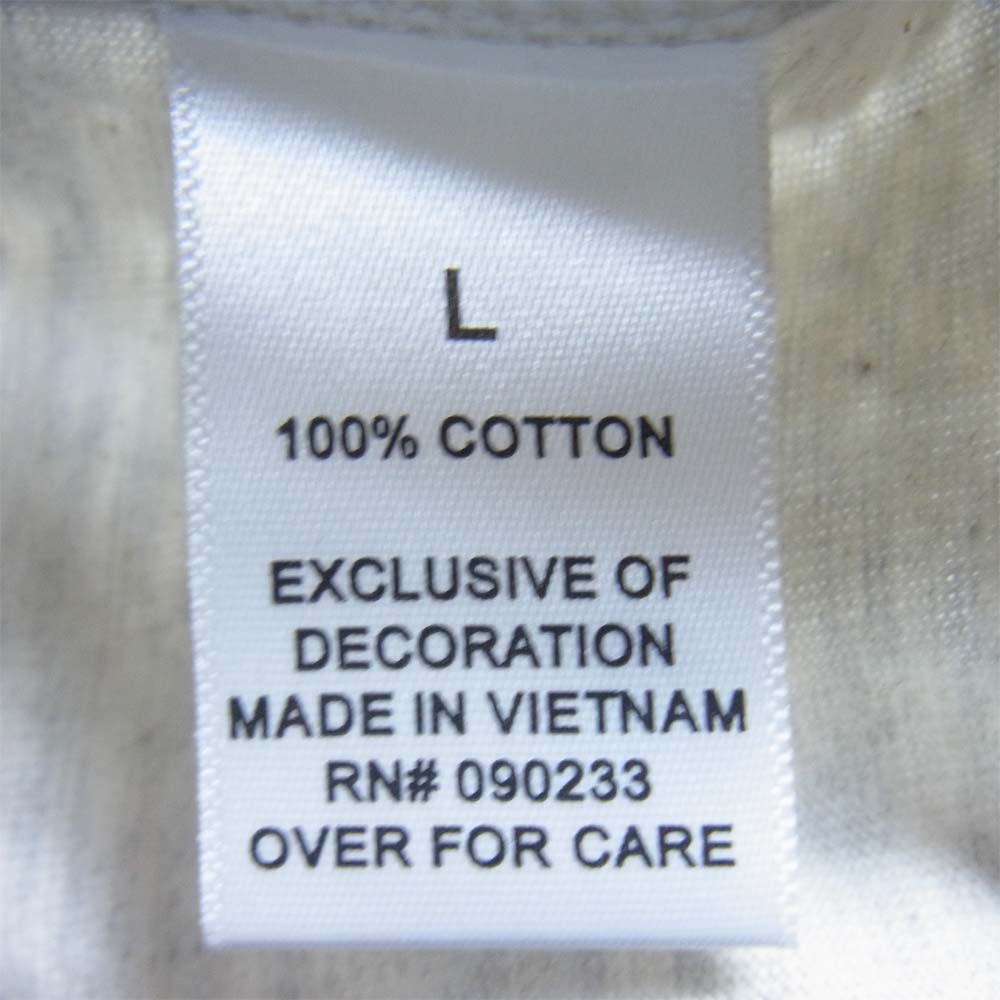 L
100% COTTON
EXCLUSIVE OF
DECORATION
MADE IN VIETNAM
RN# 090233
OVER FOR CARE